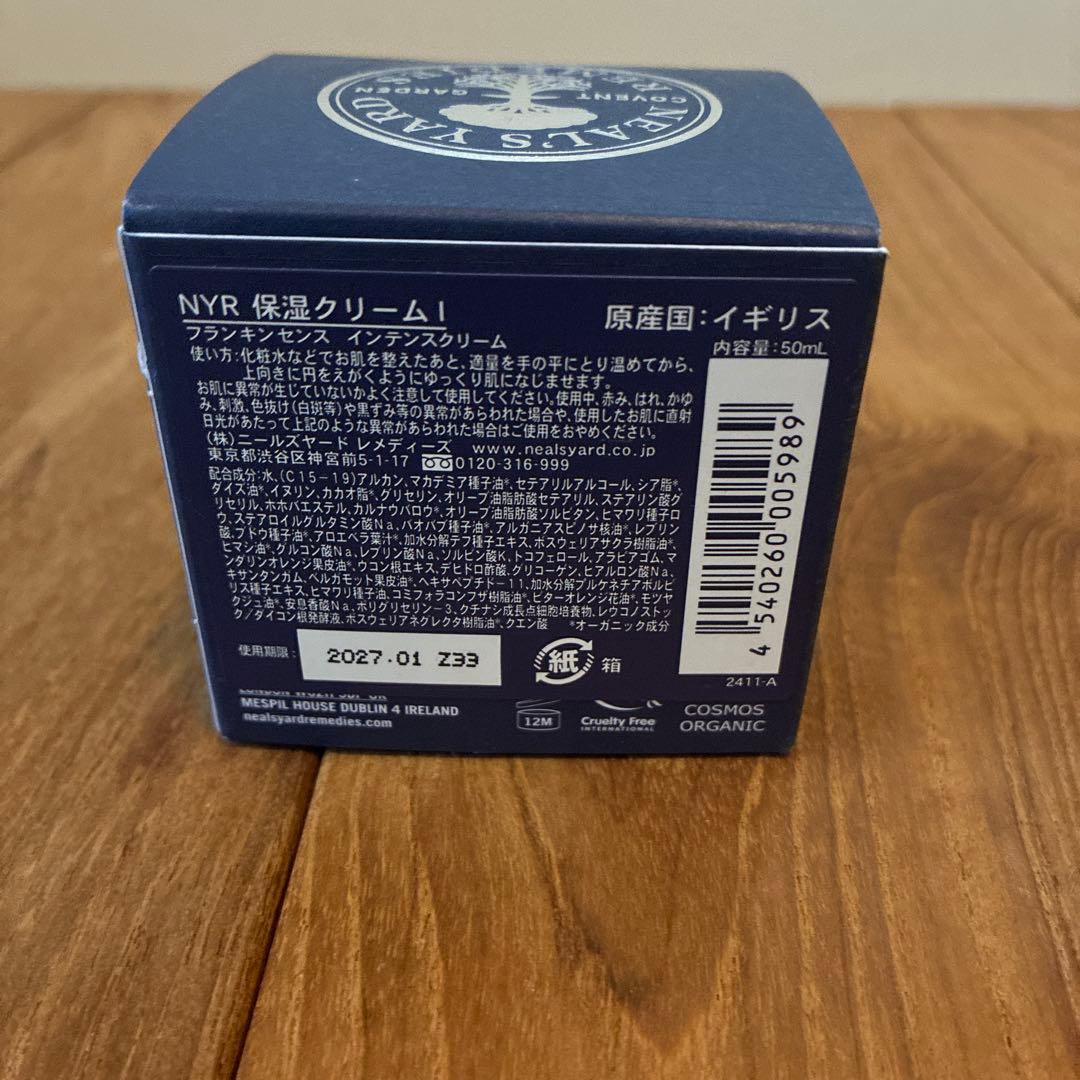 NEAL'S YARD REMEDIES
COVENT GARDEN
NYR 保湿クリームI
フランキンセンス インテンスクリーム
原産国:イギリス
内容量:50mL
使い方:化粧水などでお肌を整えたあと、適量を手の平にとり温めてから、
上向きに円をえがくようにゆっくり肌になじませます。
お肌に異常が生じていないかよく注意して使用してください。使用中、赤み、はれ、かゆ
み、刺激、色抜け(白斑等)や黒ずみ等の異常があらわれた場合や、使用したお肌に直射
日光があたって上記のような異常があらわれた場合はご使用をおやめください。
(株)ニールズヤード レメディーズ www.nealsyard.co.jp
東京都渋谷区神宮前5-1-17 0120-316-999
配合成分:水、(C15-19)アルカン、マカデミア種子油*、セテアリルアルコール、シア脂*、
ダイズ油*、イヌリン、カカオ脂*、グリセリン、オリーブ油脂肪酸セテアリル、ステアリン酸グ
リセリル、ホホバエステル、カルナウバロウ*、オリーブ油脂肪酸ソルビタン、ヒマワリ種子ロ
ウ、ステアロイルグルタミン酸Na、バオバブ種子油*、アルガニアスピノサ核油*、レブリン
酸、ブドウ種子油*、アロエベラ葉汁*、加水分解テフ種子エキス、ボスウェリアサクラ樹脂油*、
ヒマシ油*、グルコン酸Na、レブリン酸Na、ソルビン酸K、トコフェロール、アラビアゴム、マ
ンダリンオレンジ果皮油*、ウコン根エキス、デヒドロ酢酸、グリコーゲン、ヒアルロン酸Na、
キサンタンガム、ベルガモット果皮油*、ヘキサペプチド-11、加水分解プルケネチアボルビ
リス種子エキス、ヒマワリ種子油、コミフォラコンフザ樹脂油*、ビターオレンジ花油*、モツヤ
クジュ油*、安息香酸Na、ポリグリセリン-3、クチナシ成長点細胞培養物、レウコノストッ
ク/ダイコン根発酵液、ボスウェリアネグレクタ樹脂油*、クエン酸 *オーガニック成分
使用期限:
2027.01 Z33
紙 箱
4 540260 005989
2411-A
MESPIL HOUSE DUBLIN 4 IRELAND
nealsyardremedies.com
12M
Cruelty Free
INTERNATIONAL
COSMOS
ORGANIC